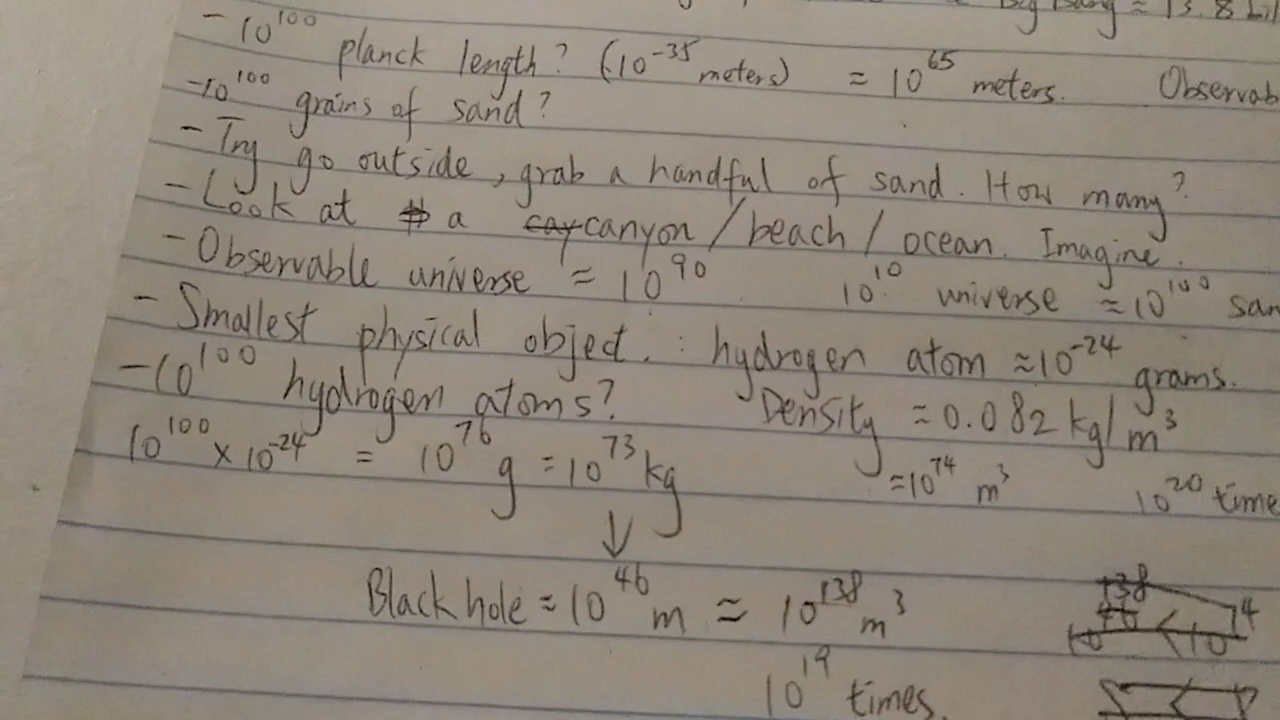 Big Bang = 13.8
- 10^100 planck length? (10^-35 meters) = 10^65 meters. Observab
- 10^100 grains of sand?
- Try go outside, grab a handful of sand. How many?
- Look at a canyon / beach / ocean. Imagine.
- Observable universe = 10^90 10^10 universe = 10^100 san
- Smallest physical object. : hydrogen atom ≈ 10^-24 grams.
- 10^100 hydrogen atoms? Density = 0.082 kg/m^3
10^100 × 10^-24 = 10^76 g = 10^73 kg = 10^74 m^3 10^20 time
↓
Black hole ≈ 10^46 m ≈ 10^138 m^3
10^19 times.